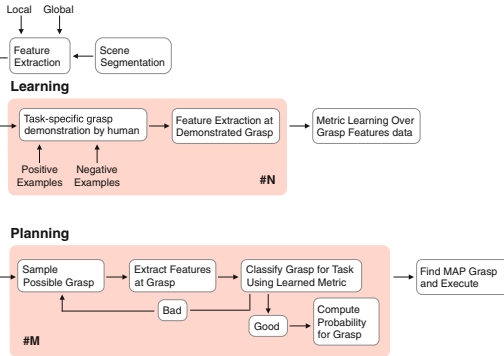 Local Global
Feature
Extraction
Scene
Segmentation
Learning
Task-specific grasp
demonstration by human
Feature Extraction at
Demonstrated Grasp
Metric Learning Over
Grasp Features data
Positive
Examples
Negative
Examples
#N
Planning
Sample
Possible Grasp
Extract Features
at Grasp
Classify Grasp for Task
Using Learned Metric
Find MAP Grasp
and Execute
Bad
Good
Compute
Probability
for Grasp
#M